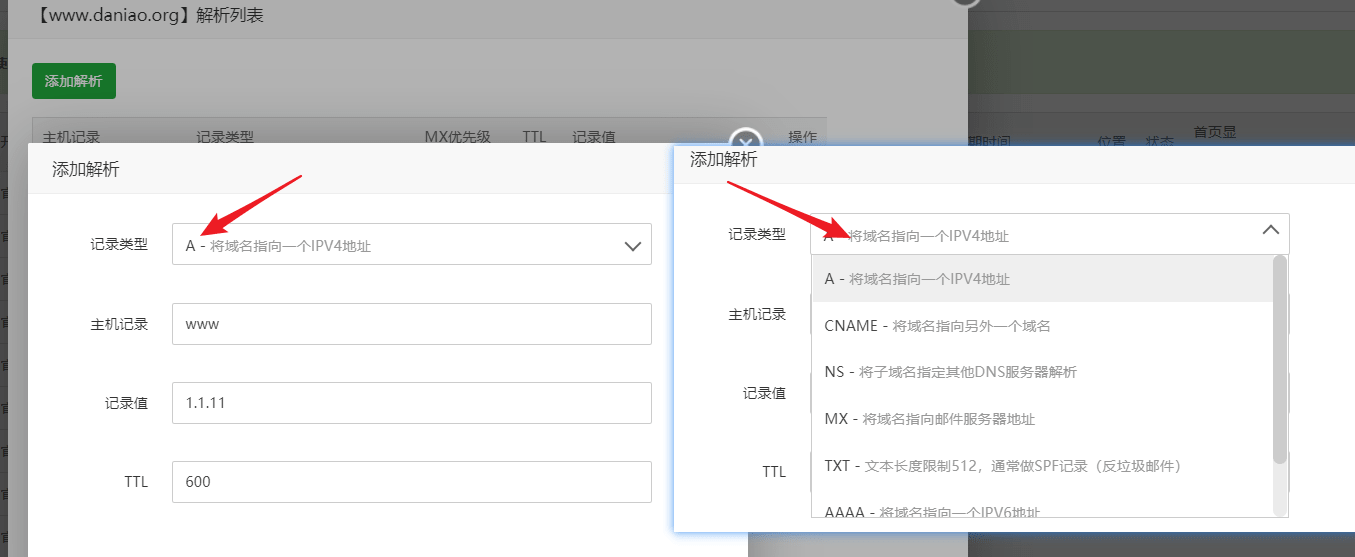 【www.daniao.org】解析列表
添加解析
主机记录 记录类型 MX优先级 TTL 记录值 操作
期时间 位置 状态 首页显
添加解析
记录类型 A - 将域名指向一个IPV4地址
主机记录 www
记录值 1.1.11
TTL 600
添加解析
记录类型 将域名指向一个IPV4地址
A - 将域名指向一个IPV4地址
主机记录
CNAME - 将域名指向另外一个域名
NS - 将子域名指定其他DNS服务器解析
记录值
MX - 将域名指向邮件服务器地址
TTL
TXT - 文本长度限制512，通常做SPF记录（反垃圾邮件）
AAAA - 将域名指向一个IPV6地址